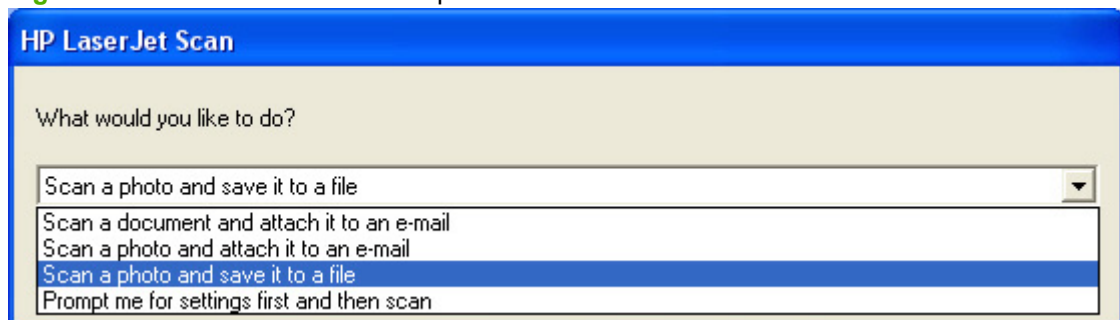 HP LaserJet Scan
What would you like to do?
Scan a photo and save it to a file
Scan a document and attach it to an e-mail
Scan a photo and attach it to an e-mail
Scan a photo and save it to a file
Prompt me for settings first and then scan